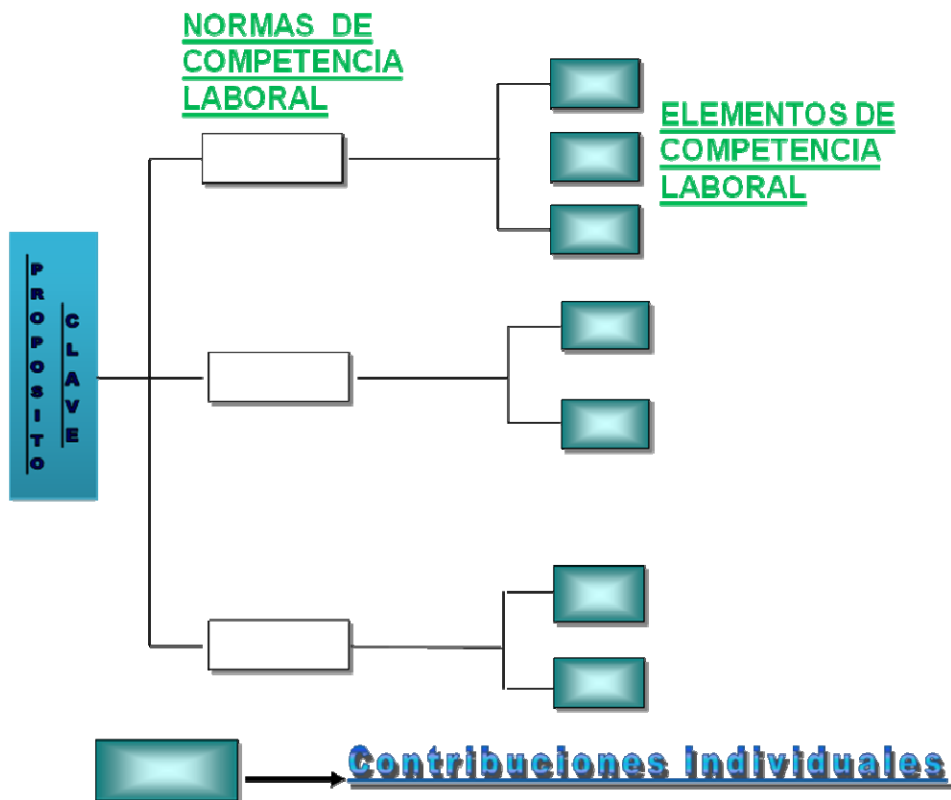 NORMAS DE
COMPETENCIA
LABORAL
ELEMENTOS DE
COMPETENCIA
LABORAL
PROPOSITO
CLAVE
Contribuciones Individuales